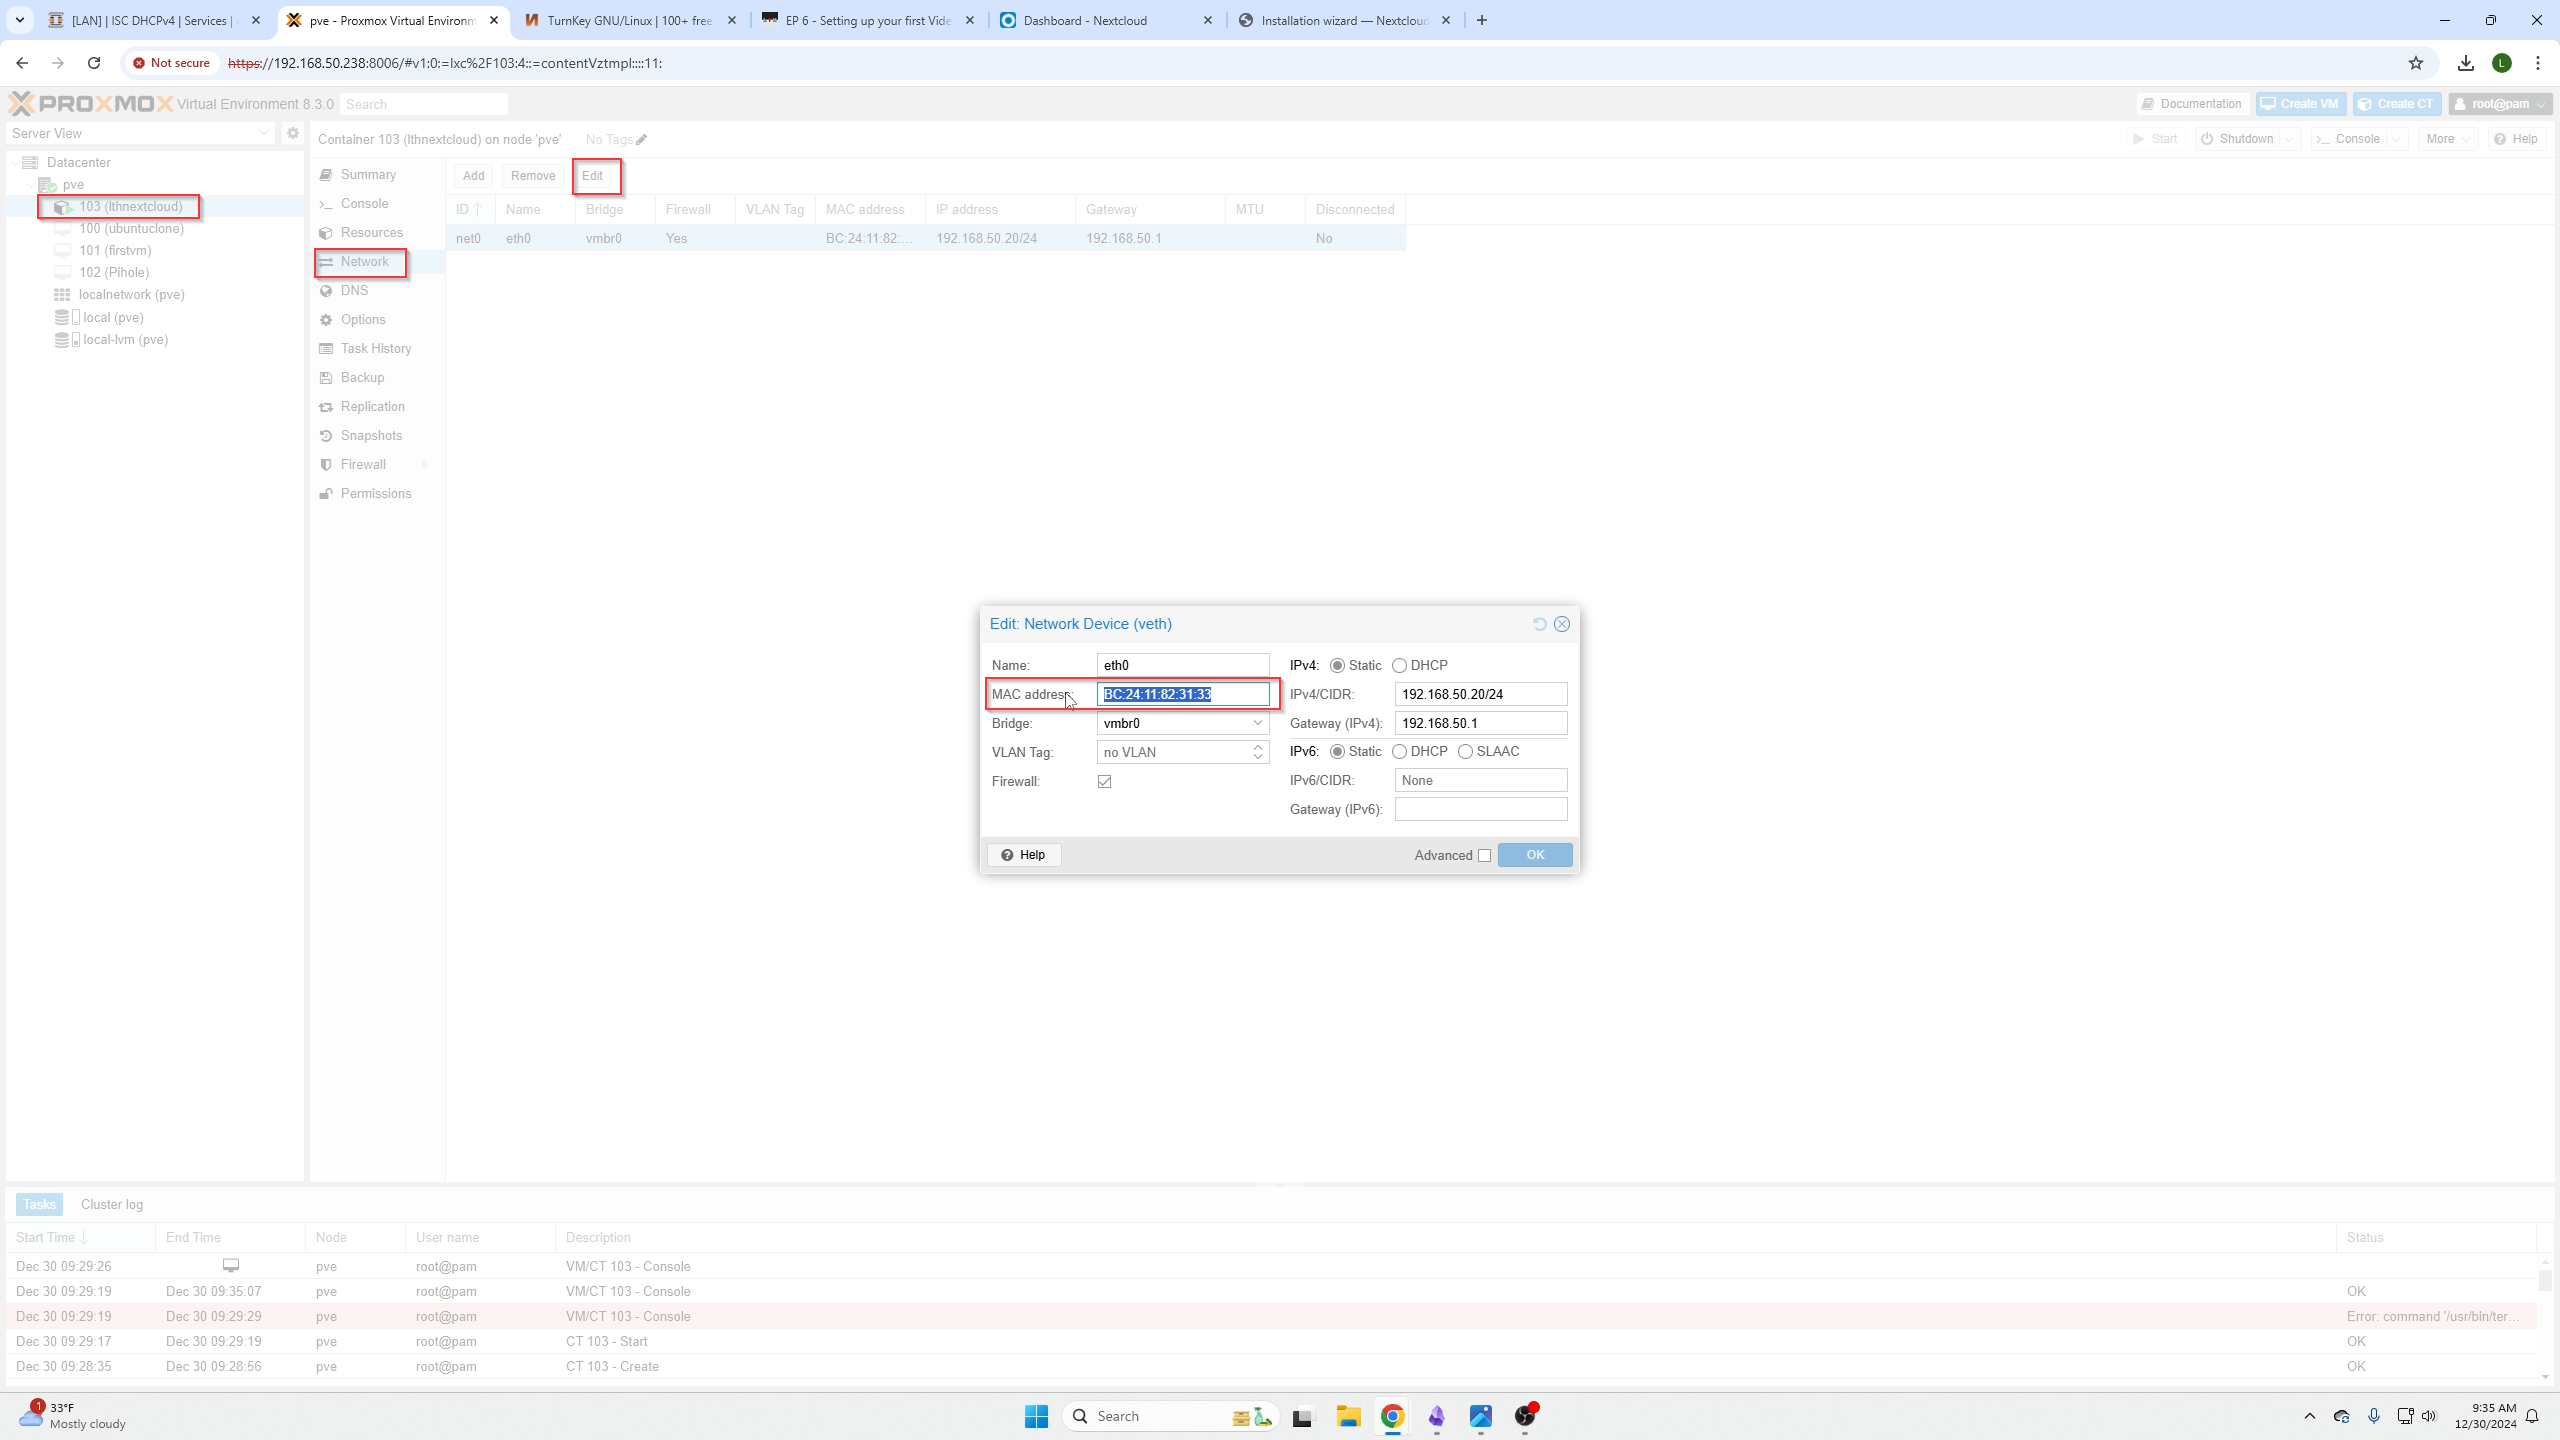 [LAN] | ISC DHCPv4 | Services |
pve - Proxmox Virtual Environm
TurnKey GNU/Linux | 100+ free
EP 6 - Setting up your first Vide
Dashboard - Nextcloud
Installation wizard — Nextclou
Not secure
https://192.168.50.238:8006/#v1:0:=lxc%2F103:4::=contentVztmpl::::11:
L
PROXMOX Virtual Environment 8.3.0
Search
Documentation
Create VM
Create CT
root@pam
Server View
Container 103 (lthnextcloud) on node 'pve'
No Tags
Start
Shutdown
Console
More
Help
Datacenter
pve
103 (lthnextcloud)
100 (ubuntuclone)
101 (firstvm)
102 (Pihole)
localnetwork (pve)
local (pve)
local-lvm (pve)
Summary
Console
Resources
Network
DNS
Options
Task History
Backup
Replication
Snapshots
Firewall
Permissions
Add
Remove
Edit
ID Name Bridge Firewall VLAN Tag MAC address IP address Gateway MTU Disconnected
net0 eth0 vmbr0 Yes BC:24:11:82:... 192.168.50.20/24 192.168.50.1 No
Edit: Network Device (veth)
Name: eth0
MAC address: BC:24:11:82:31:33
Bridge: vmbr0
VLAN Tag: no VLAN
Firewall:
IPv4: Static DHCP
IPv4/CIDR: 192.168.50.20/24
Gateway (IPv4): 192.168.50.1
IPv6: Static DHCP SLAAC
IPv6/CIDR: None
Gateway (IPv6):
Help
Advanced
OK
Tasks
Cluster log
Start Time End Time Node User name Description Status
Dec 30 09:29:26 pve root@pam VM/CT 103 - Console
Dec 30 09:29:19 Dec 30 09:35:07 pve root@pam VM/CT 103 - Console OK
Dec 30 09:29:19 Dec 30 09:29:29 pve root@pam VM/CT 103 - Console Error: command '/usr/bin/ter...
Dec 30 09:29:17 Dec 30 09:29:19 pve root@pam CT 103 - Start OK
Dec 30 09:28:35 Dec 30 09:28:56 pve root@pam CT 103 - Create OK
1
33°F
Mostly cloudy
Search
9:35 AM
12/30/2024